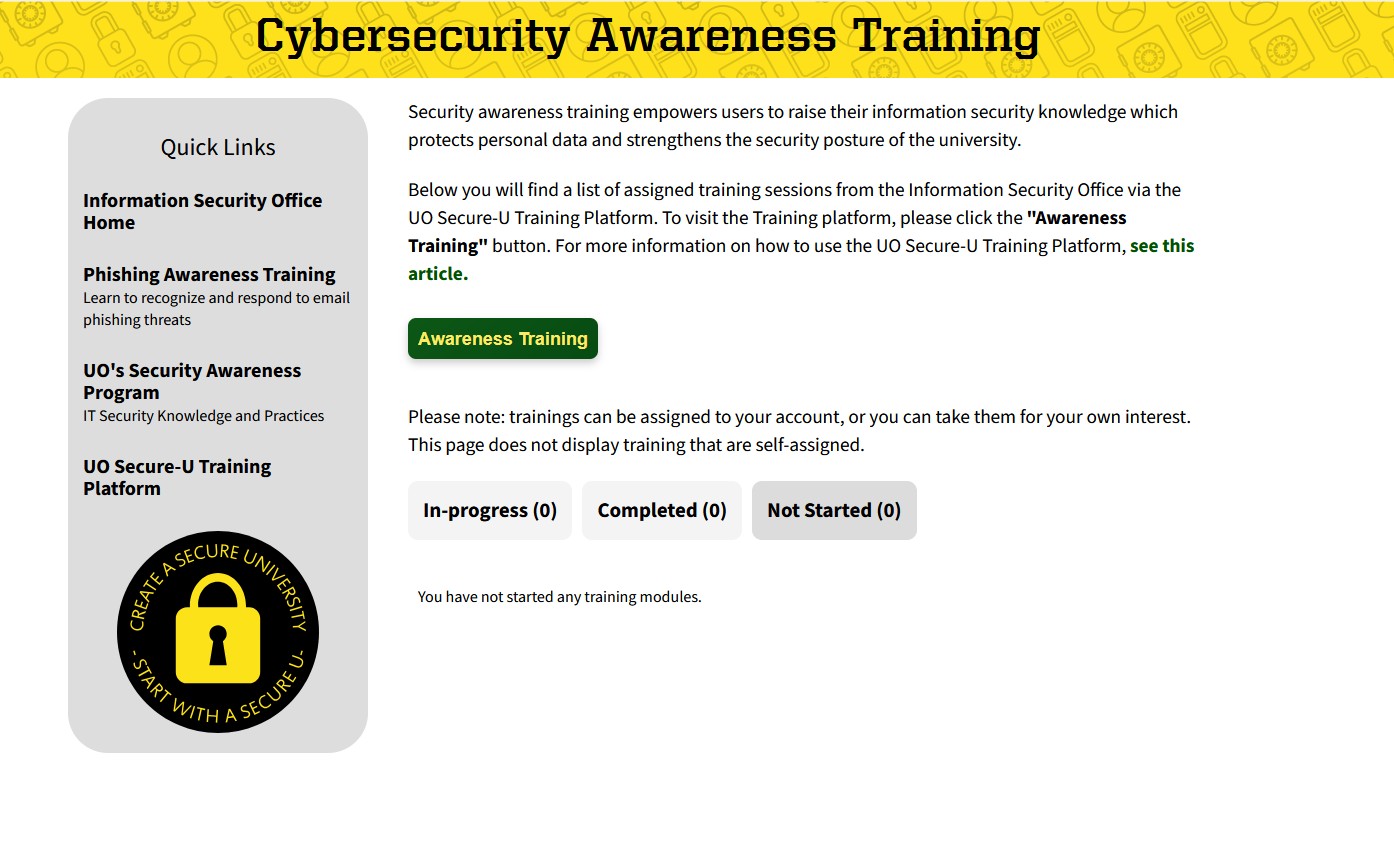 Cybersecurity Awareness Training
Quick Links
Information Security Office
Home
Phishing Awareness Training
Learn to recognize and respond to email
phishing threats
UO's Security Awareness
Program
IT Security Knowledge and Practices
UO Secure-U Training
Platform
CREATE A SECURE UNIVERSITY
- START WITH A SECURE U-
Security awareness training empowers users to raise their information security knowledge which
protects personal data and strengthens the security posture of the university.
Below you will find a list of assigned training sessions from the Information Security Office via the
UO Secure-U Training Platform. To visit the Training platform, please click the "Awareness
Training" button. For more information on how to use the UO Secure-U Training Platform, see this
article.
Awareness Training
Please note: trainings can be assigned to your account, or you can take them for your own interest.
This page does not display training that are self-assigned.
In-progress (0) Completed (0) Not Started (0)
You have not started any training modules.